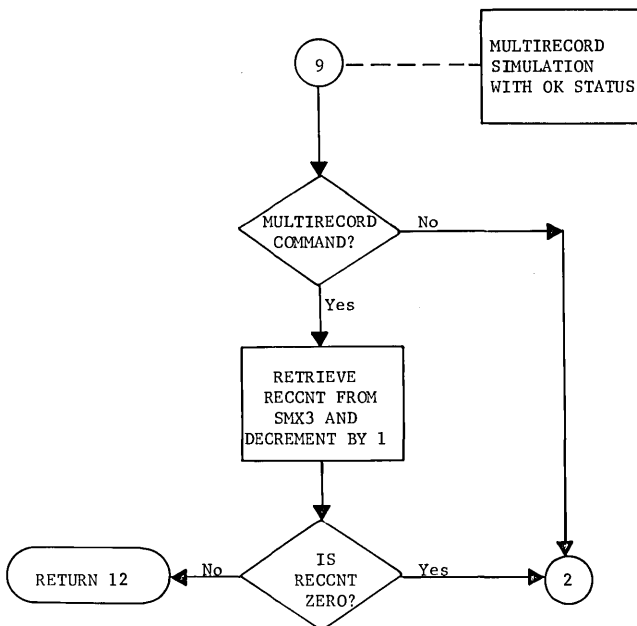 9
MULTIRECORD
SIMULATION
WITH OK STATUS
MULTIRECORD
COMMAND?
No
Yes
RETRIEVE
RECCNT FROM
SMX3 AND
DECREMENT BY 1
IS
RECCNT
ZERO?
No
Yes
RETURN 12
2